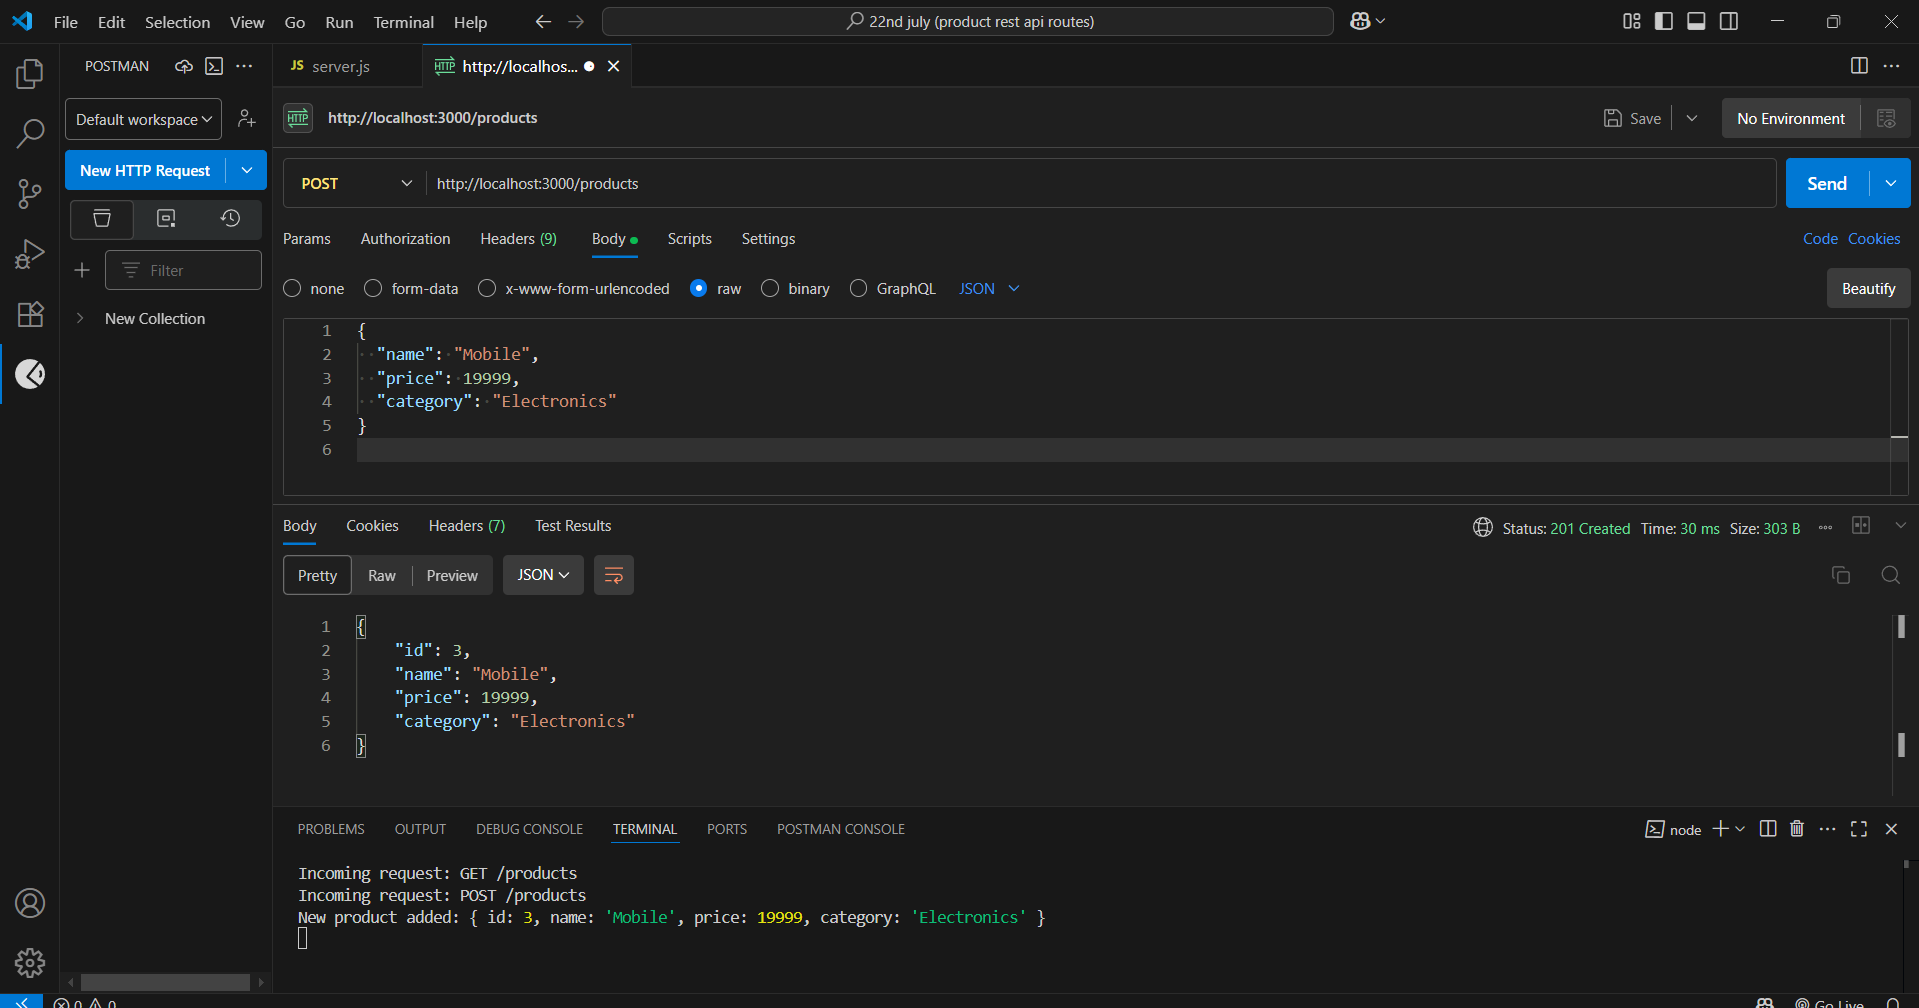 File Edit Selection View Go Run Terminal Help
22nd july (product rest api routes)
POSTMAN
JS server.js
HTTP http://localhos...
Default workspace
HTTP http://localhost:3000/products
Save
No Environment
New HTTP Request
POST http://localhost:3000/products
Send
Params Authorization Headers (9) Body Scripts Settings
Code Cookies
Filter
none form-data x-www-form-urlencoded raw binary GraphQL JSON
Beautify
New Collection
1 {
2 "name": "Mobile",
3 "price": 19999,
4 "category": "Electronics"
5 }
6
Body Cookies Headers (7) Test Results
Status: 201 Created Time: 30 ms Size: 303 B
Pretty Raw Preview JSON
1 {
2 "id": 3,
3 "name": "Mobile",
4 "price": 19999,
5 "category": "Electronics"
6 }
PROBLEMS OUTPUT DEBUG CONSOLE TERMINAL PORTS POSTMAN CONSOLE
node
Incoming request: GET /products
Incoming request: POST /products
New product added: { id: 3, name: 'Mobile', price: 19999, category: 'Electronics' }
0 0
Go Live